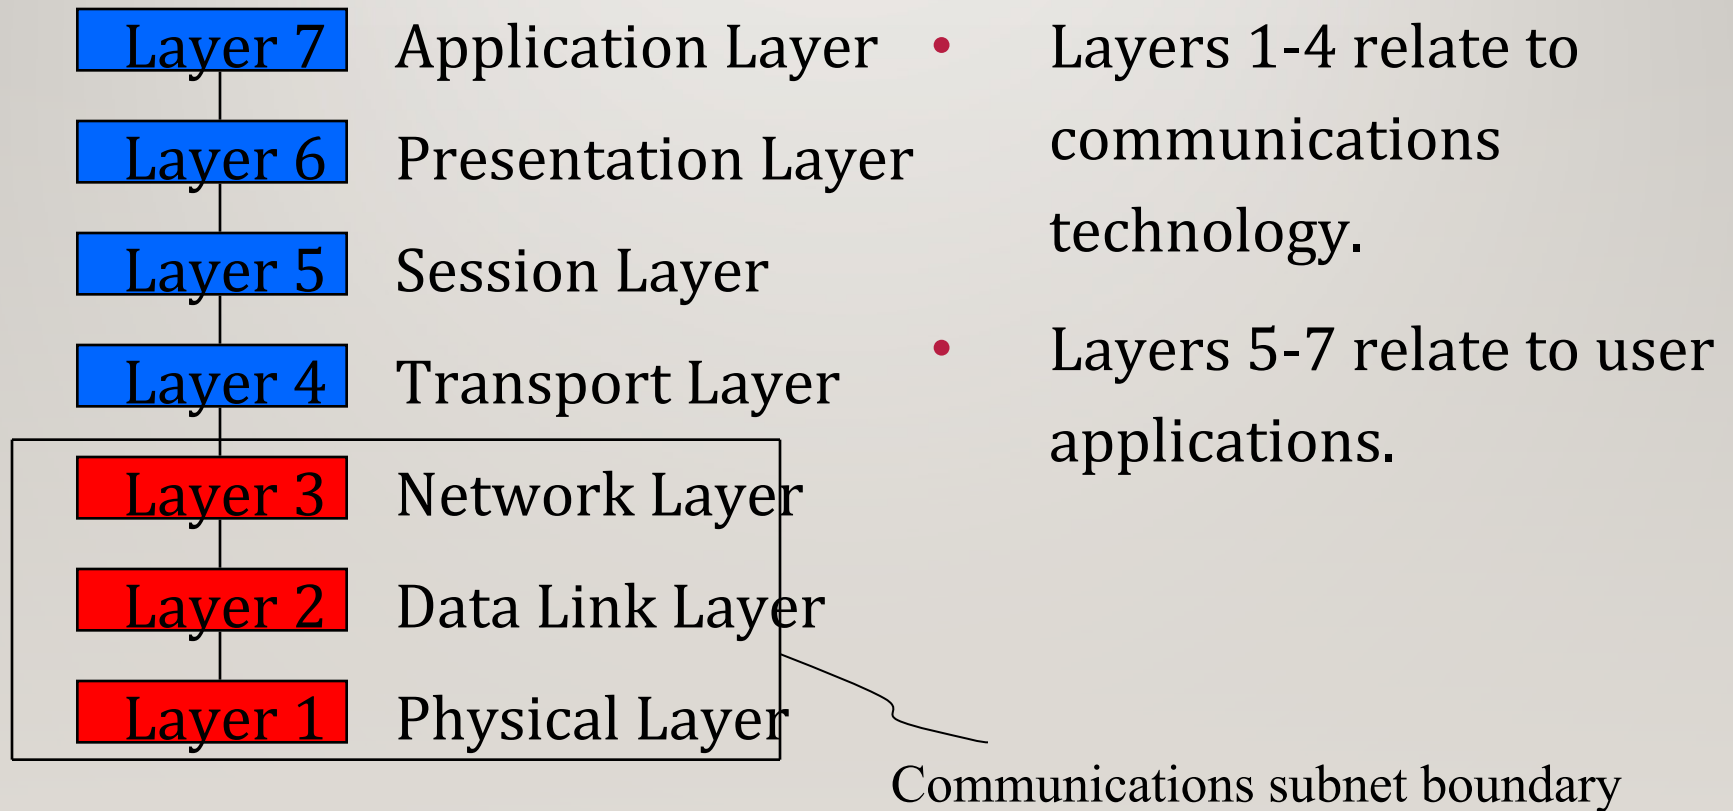 Layer 7 Application Layer
Layer 6 Presentation Layer
Layer 5 Session Layer
Layer 4 Transport Layer
Layer 3 Network Layer
Layer 2 Data Link Layer
Layer 1 Physical Layer
• Layers 1-4 relate to
communications
technology.
• Layers 5-7 relate to user
applications.
Communications subnet boundary